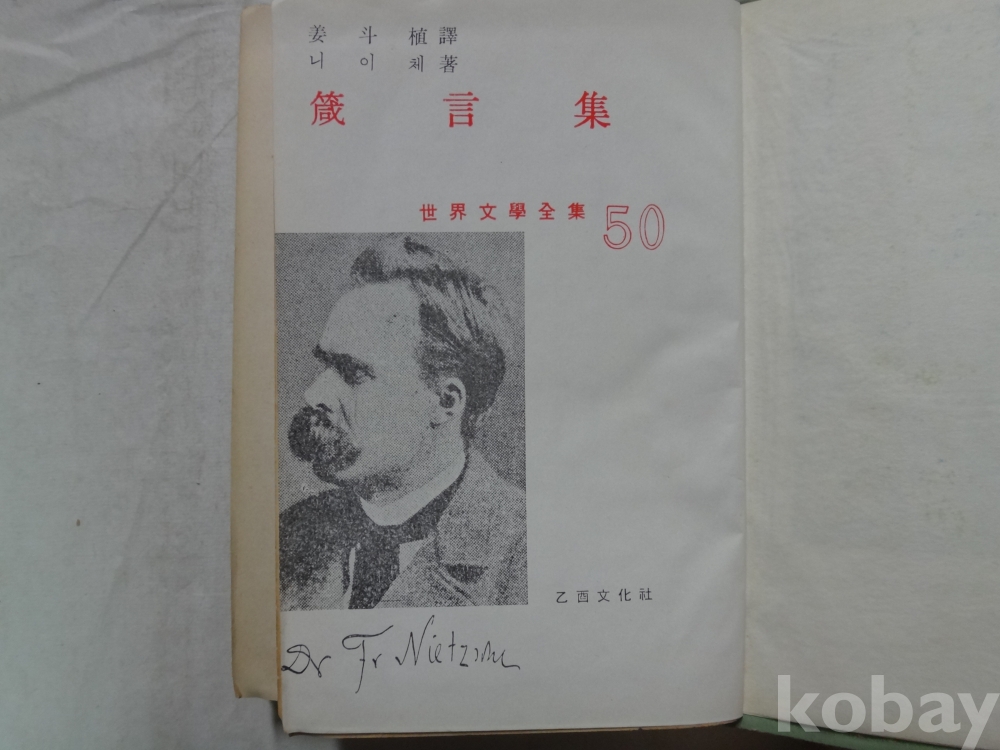 姜斗植譯
니이체著
箴言集
世界文學全集 50
乙酉文化社
Dr Fr Nietzsche
kobay